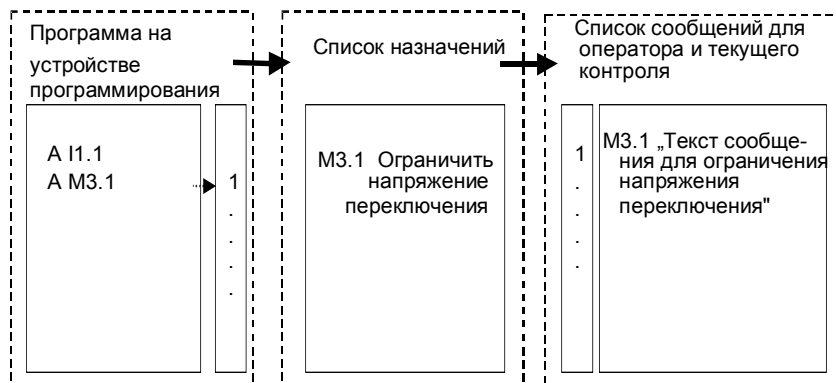 Программа на
устройстве
программирования
A I1.1
A M3.1
1
.
.
.
.
Список назначений
M3.1 Ограничить
напряжение
переключения
Список сообщений для
оператора и текущего
контроля
1
.
.
.
.
M3.1 „Текст сообще-
ния для ограничения
напряжения
переключения"